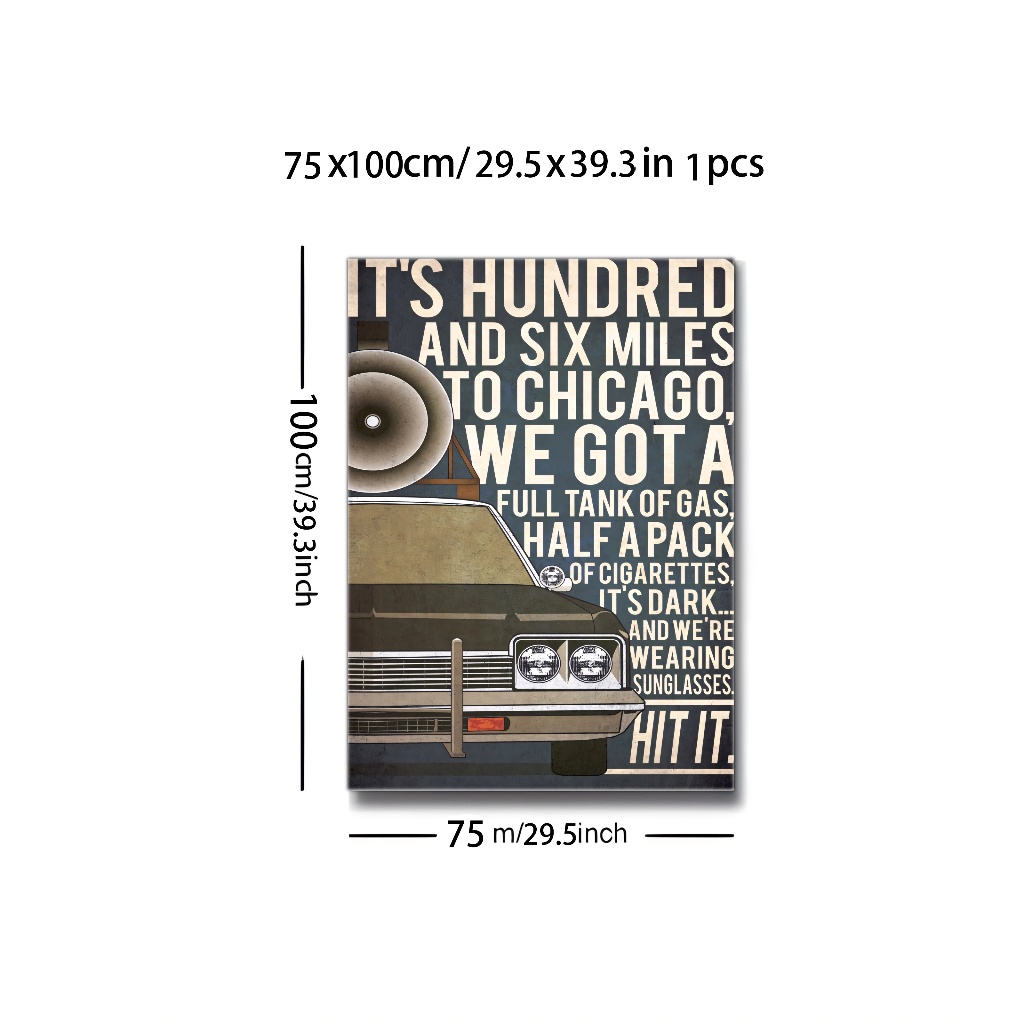 75x100cm/29.5x39.3in 1pcs
IT'S HUNDRED
AND SIX MILES
TO CHICAGO,
WE GOT A
FULL TANK OF GAS,
HALF A PACK
OF CIGARETTES,
IT'S DARK...
AND WE'RE
WEARING
SUNGLASSES.
HIT IT.
100cm/39.3inch
75 m/29.5inch